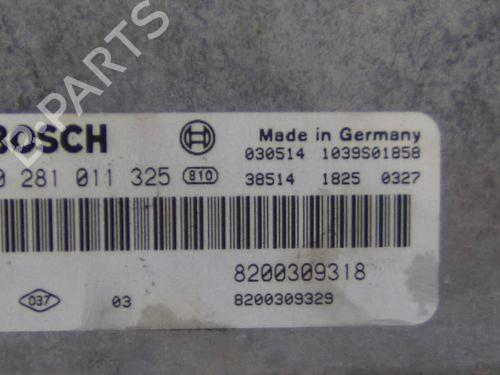 B-PARTS
BOSCH
Made in Germany
030514 1039S01858
0 281 011 325 810
38514 1825 0327
8200309318
037 03
8200309329